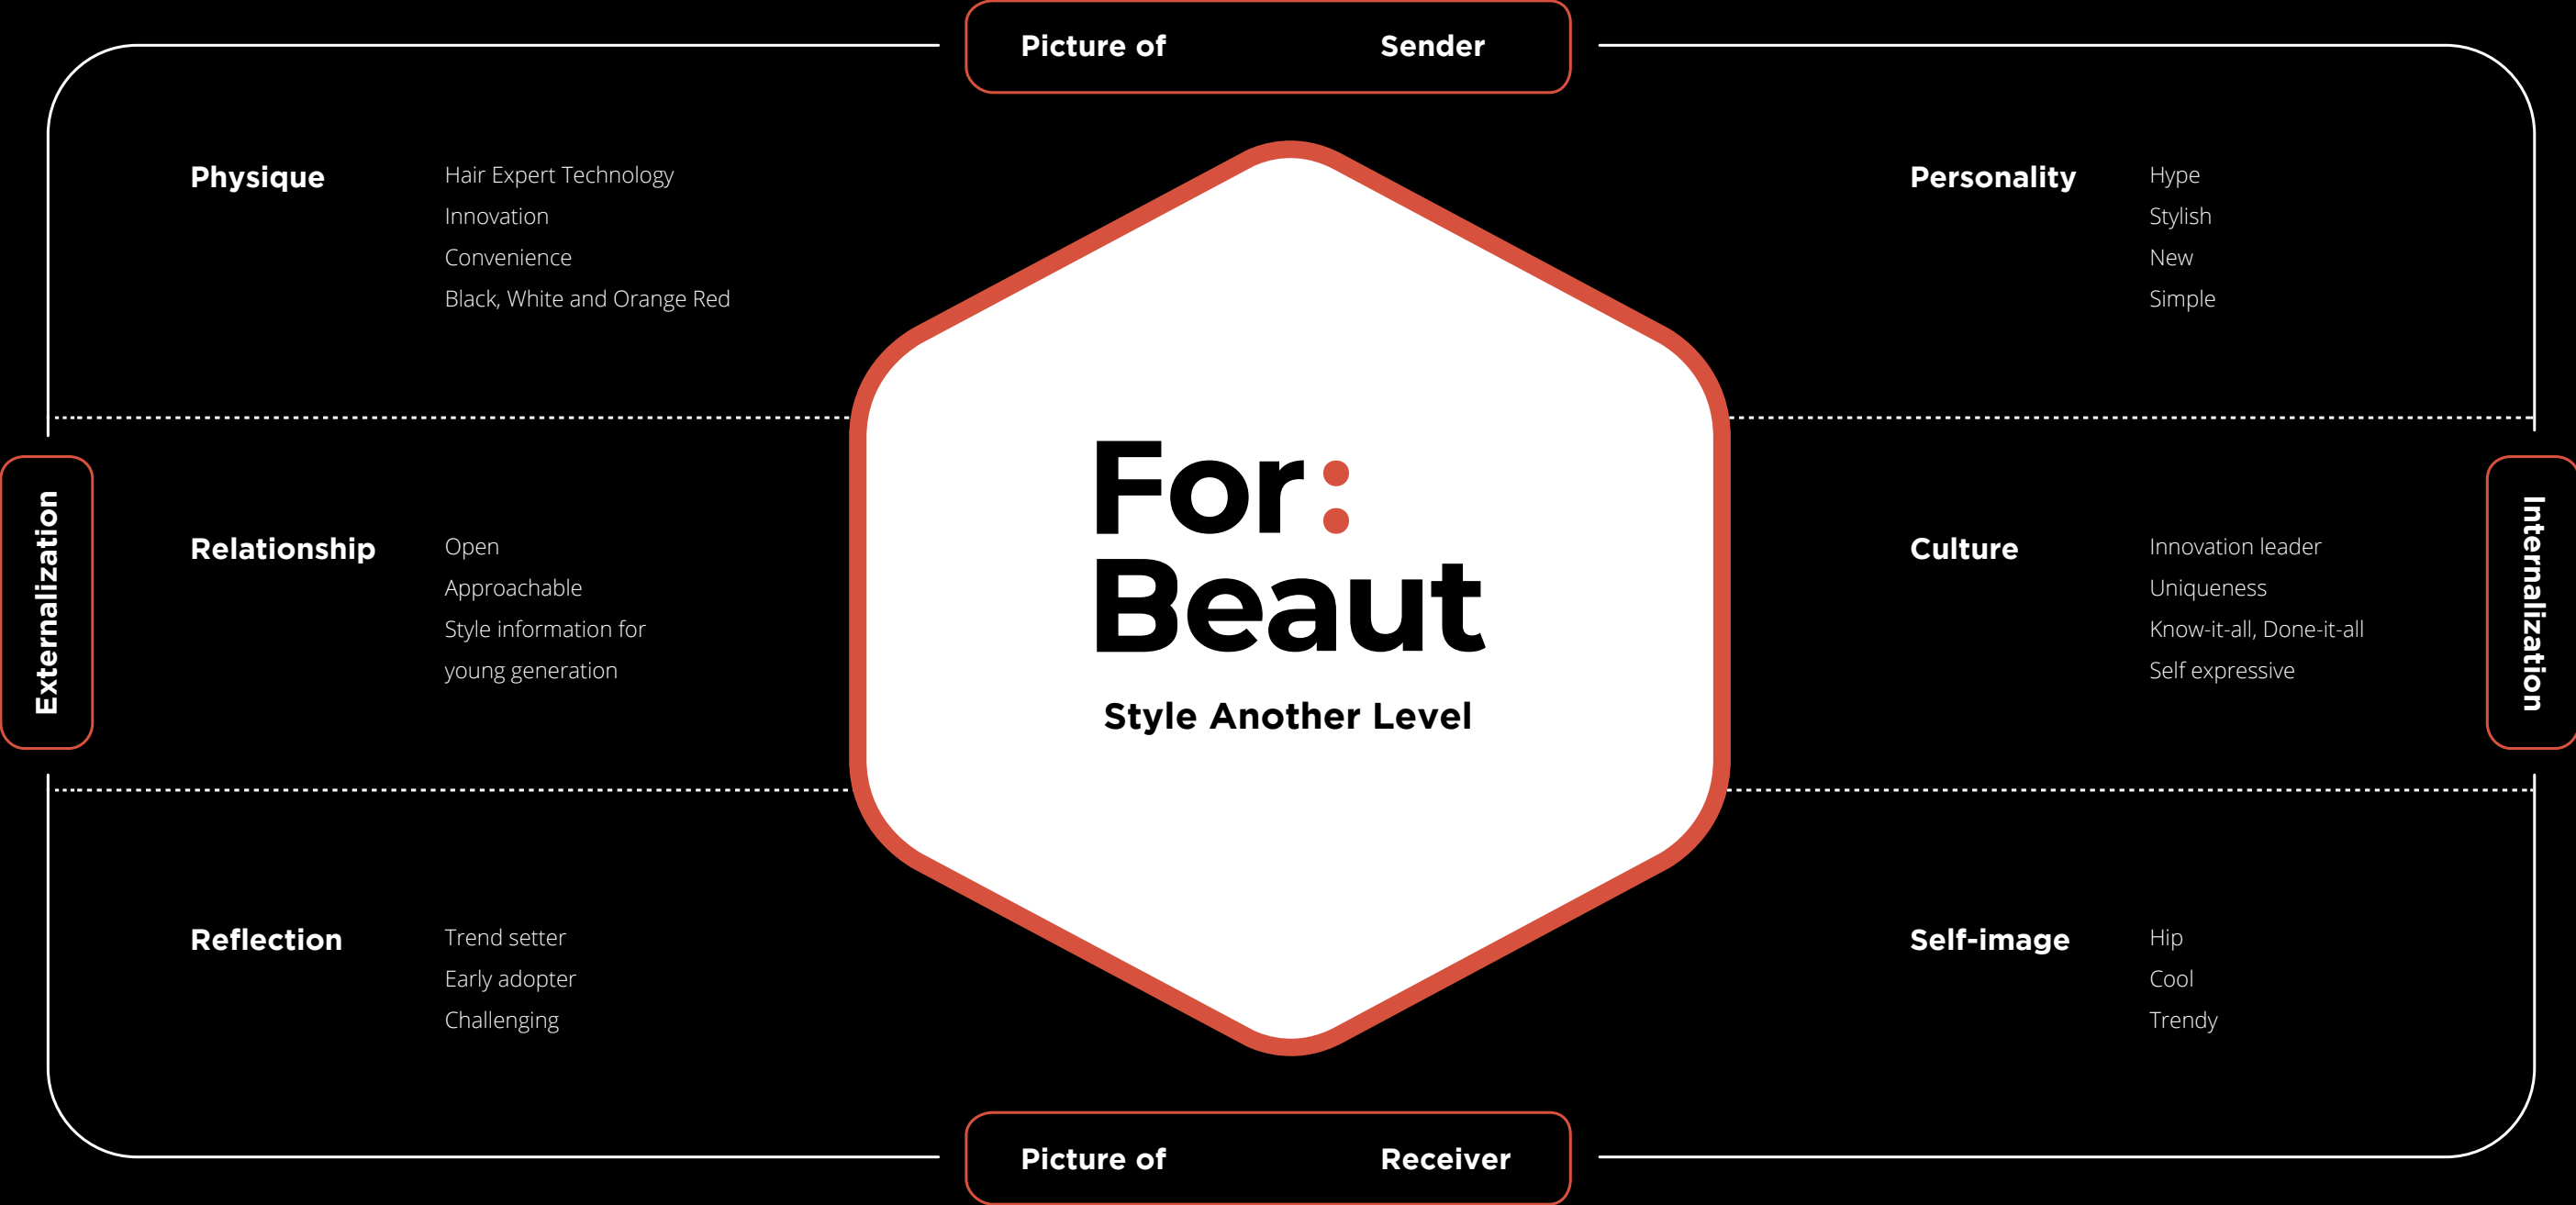 Picture of Sender
Physique
Hair Expert Technology
Innovation
Convenience
Black, White and Orange Red
Personality
Hype
Stylish
New
Simple
For:
Beaut
Style Another Level
Externalization
Relationship
Open
Approachable
Style information for
young generation
Culture
Innovation leader
Uniqueness
Know-it-all, Done-it-all
Self expressive
Internalization
Reflection
Trend setter
Early adopter
Challenging
Self-image
Hip
Cool
Trendy
Picture of Receiver